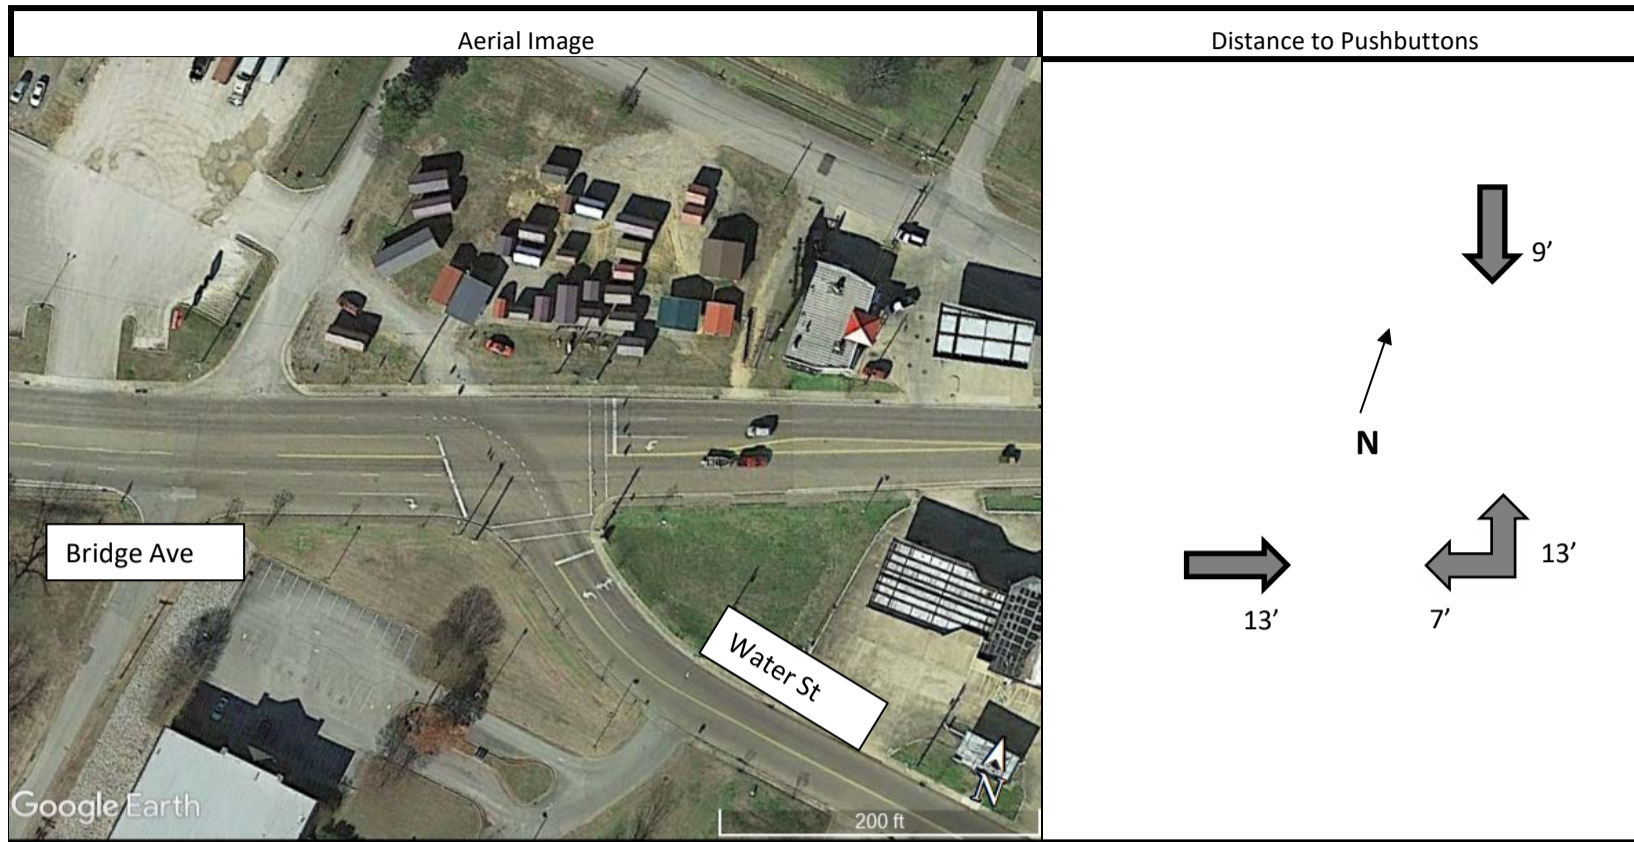 Aerial Image
Distance to Pushbuttons
9’
N
Bridge Ave
13’
13’
7’
Water St
N
Google Earth
200 ft